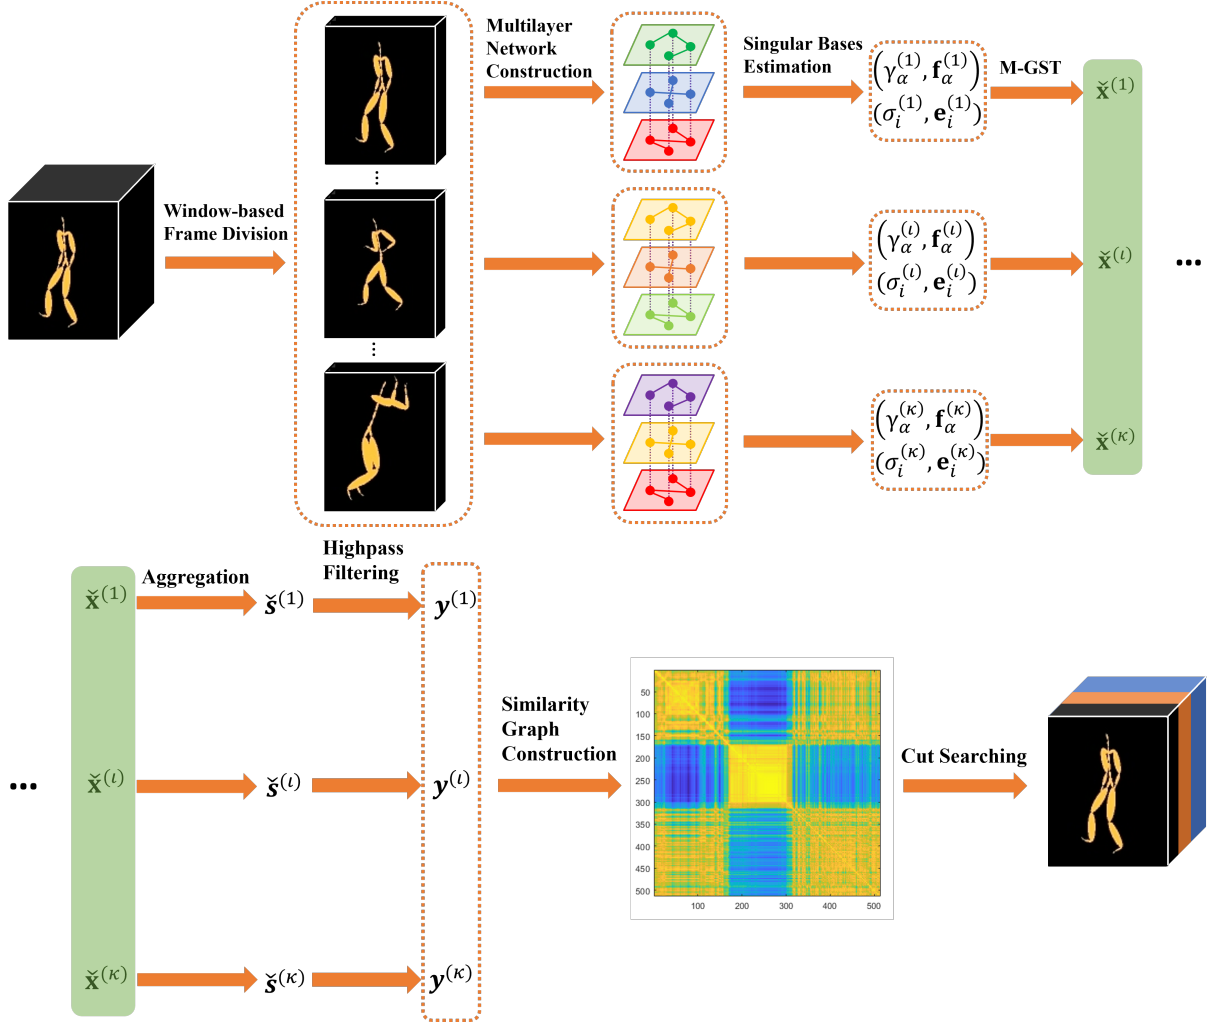 Multilayer
Network
Construction
Singular Bases
Estimation
M-GST
(γ_α^(1), f_α^(1))
(σ_i^(1), e_i^(1))
x̌^(1)
...
Window-based
Frame Division
(γ_α^(ι), f_α^(ι))
(σ_i^(ι), e_i^(ι))
x̌^(ι)
...
...
(γ_α^(κ), f_α^(κ))
(σ_i^(κ), e_i^(κ))
x̌^(κ)
Highpass
Filtering
Aggregation
x̌^(1)
š^(1)
y^(1)
Similarity
Graph
Construction
Cut Searching
...
x̌^(ι)
š^(ι)
y^(ι)
50
100
150
200
250
300
350
400
450
500
100 200 300 400 500
x̌^(κ)
š^(κ)
y^(κ)